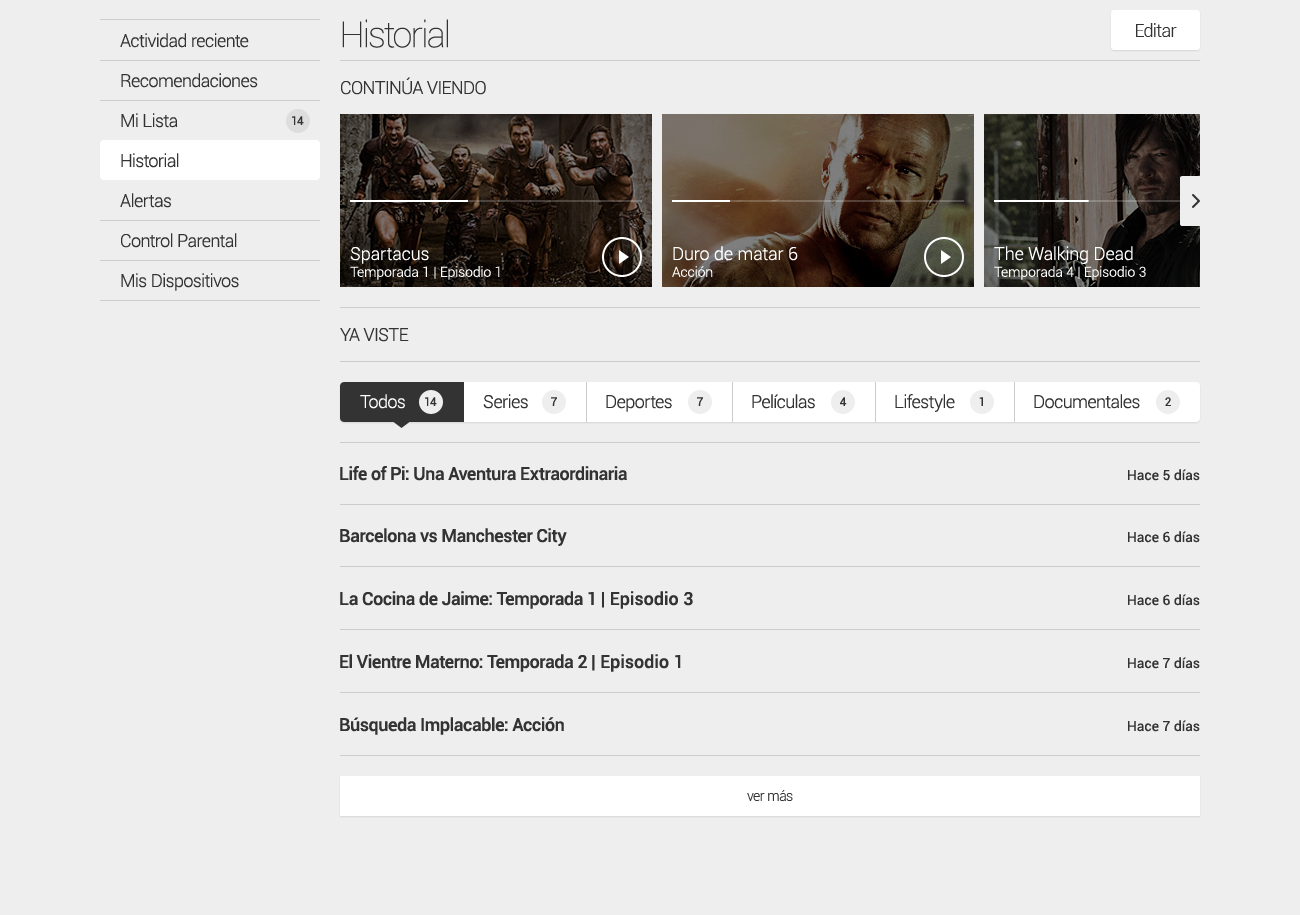 Actividad reciente
Recomendaciones
Mi Lista 14
Historial
Alertas
Control Parental
Mis Dispositivos
Historial
Editar
CONTINÚA VIENDO
Spartacus
Temporada 1 | Episodio 1
Duro de matar 6
Acción
The Walking Dead
Temporada 4 | Episodio 3
YA VISTE
Todos 14 Series 7 Deportes 7 Películas 4 Lifestyle 1 Documentales 2
Life of Pi: Una Aventura Extraordinaria Hace 5 días
Barcelona vs Manchester City Hace 6 días
La Cocina de Jaime: Temporada 1 | Episodio 3 Hace 6 días
El Vientre Materno: Temporada 2 | Episodio 1 Hace 7 días
Búsqueda Implacable: Acción Hace 7 días
ver más